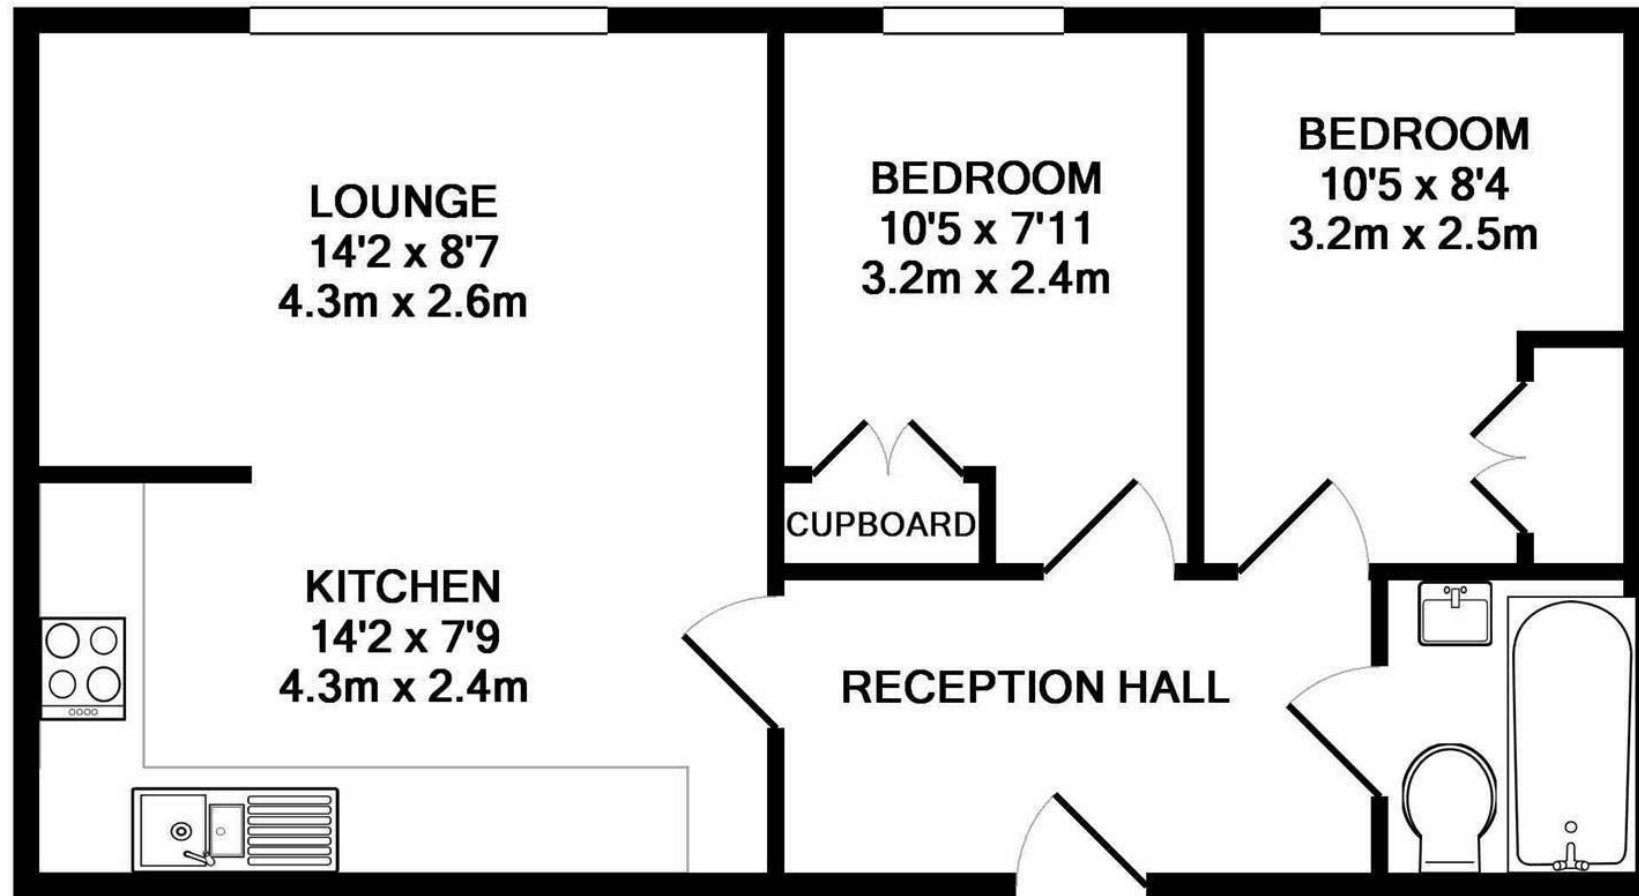 LOUNGE
14'2 x 8'7
4.3m x 2.6m
BEDROOM
10'5 x 7'11
3.2m x 2.4m
BEDROOM
10'5 x 8'4
3.2m x 2.5m
CUPBOARD
KITCHEN
14'2 x 7'9
4.3m x 2.4m
RECEPTION HALL